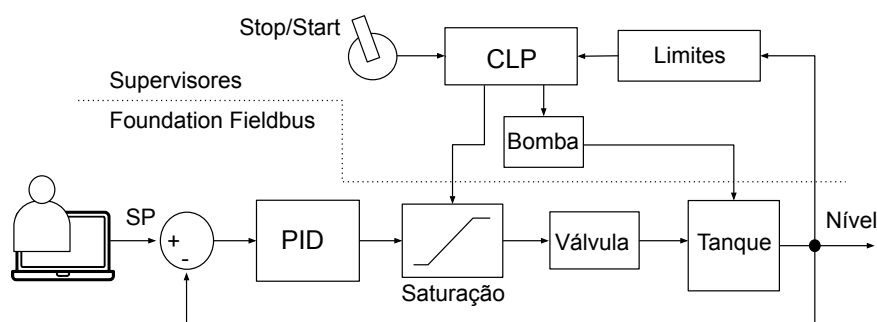 Stop/Start
CLP
Limites
Supervisores
Foundation Fieldbus
Bomba
SP
+
-
PID
Válvula
Tanque
Nível
Saturação